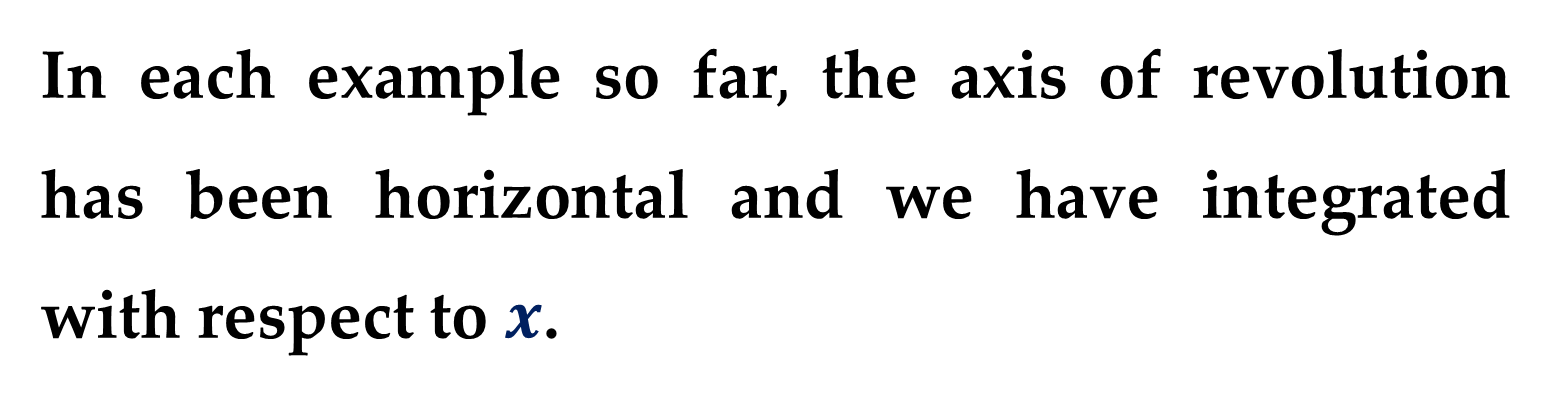 In each example so far, the axis of revolution
has been horizontal and we have integrated
with respect to x.